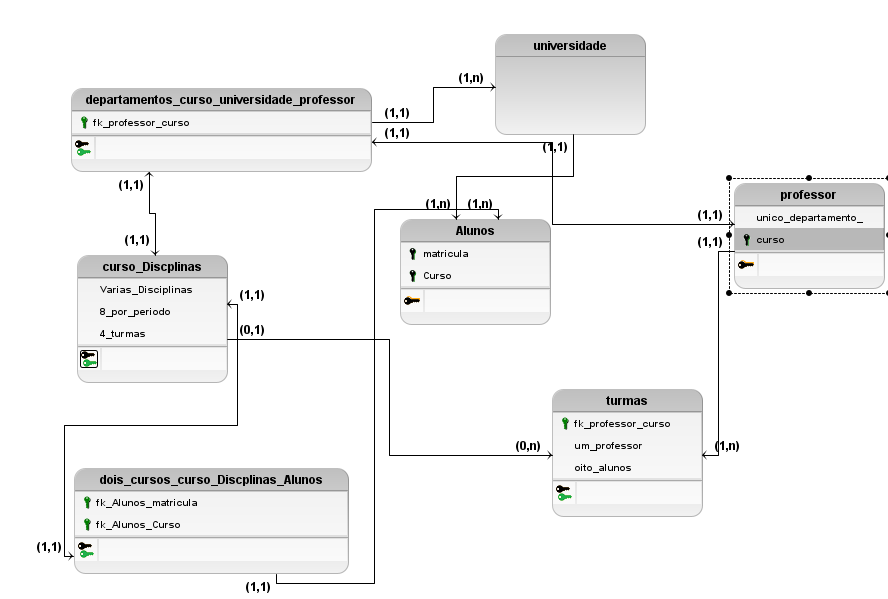 universidade
(1,n)
departamentos_curso_universidade_professor
fk_professor_curso
(1,1)
(1,1)
(1,1)
(1,1)
professor
unico_departamento_
curso
(1,1)
(1,1)
(1,n)
(1,n)
Alunos
matricula
Curso
(1,1)
curso_Discplinas
Varias_Disciplinas
8_por_periodo
4_turmas
(1,1)
(0,1)
turmas
fk_professor_curso
um_professor
oito_alunos
(0,n)
(1,n)
dois_cursos_curso_Discplinas_Alunos
fk_Alunos_matricula
fk_Alunos_Curso
(1,1)
(1,1)